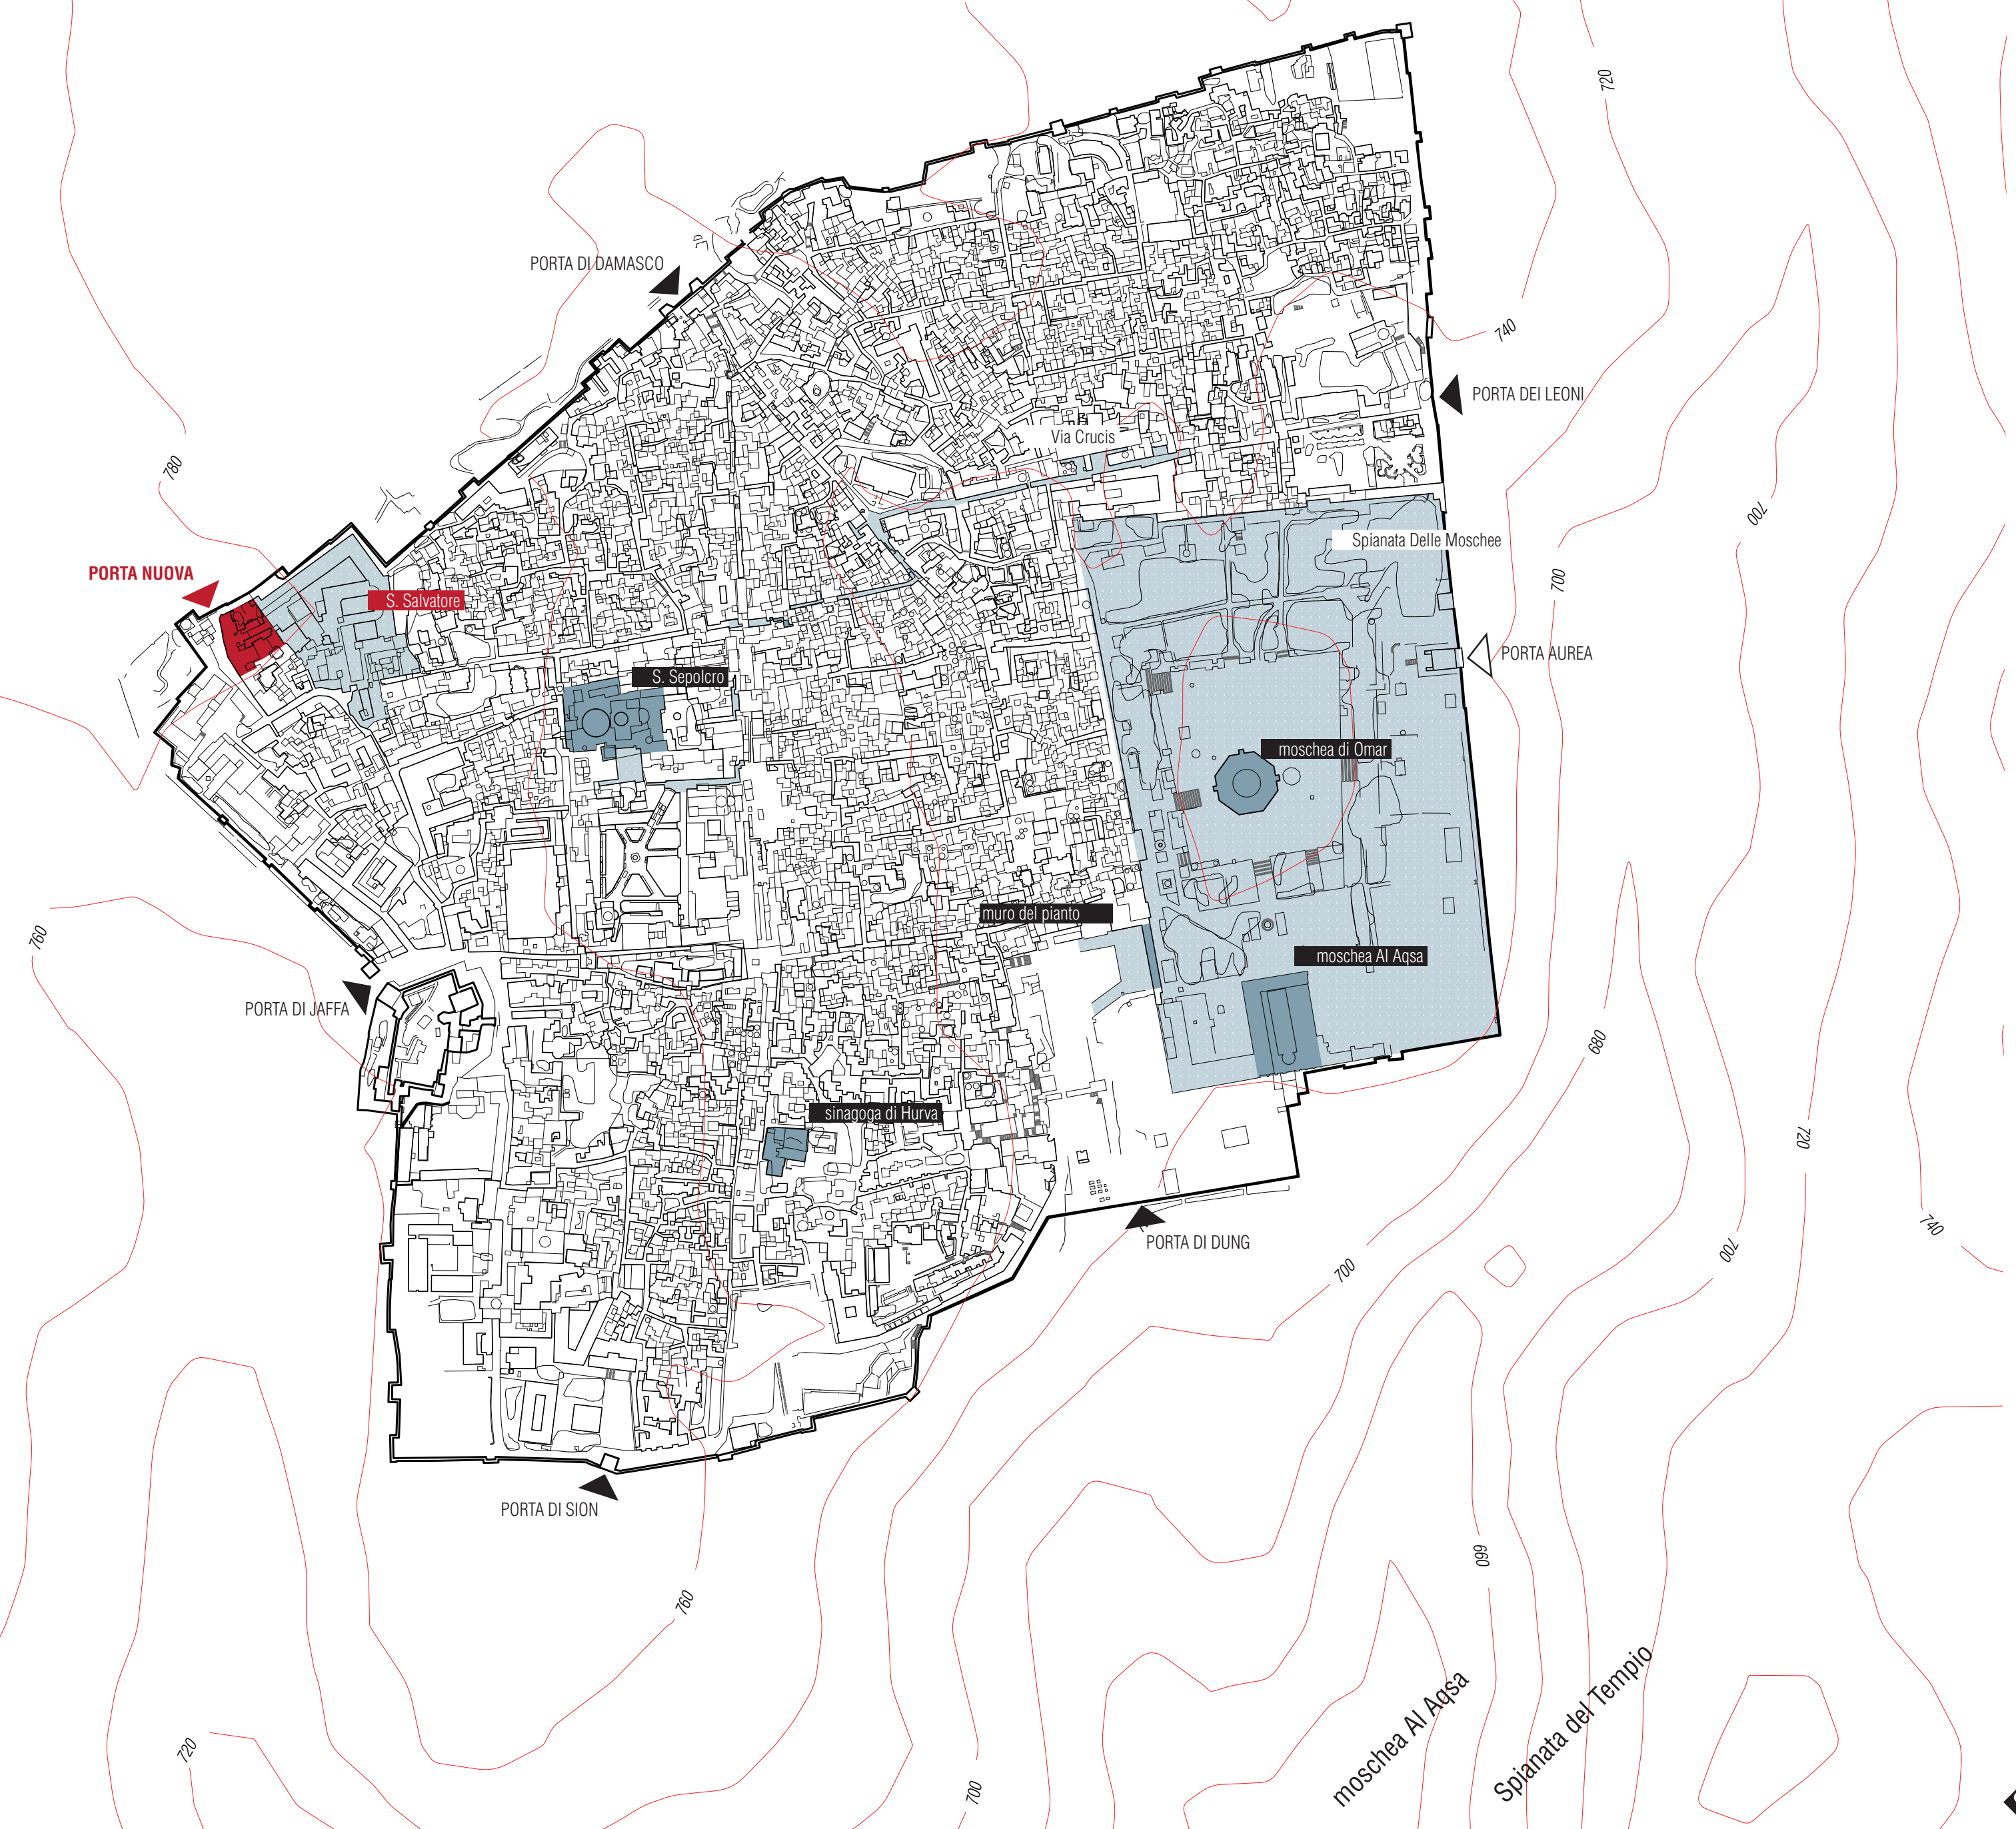 720
PORTA DI DAMASCO
740
PORTA DEI LEONI
Via Crucis
780
700
Spianata Delle Moschee
PORTA NUOVA
700
S. Salvatore
PORTA AUREA
S. Sepolcro
moschea di Omar
muro del pianto
760
moschea Al Aqsa
PORTA DI JAFFA
680
sinagoga di Hurva
720
740
PORTA DI DUNG
700
700
PORTA DI SION
660
760
moschea Al Aqsa
Spianata del Tempio
720
700